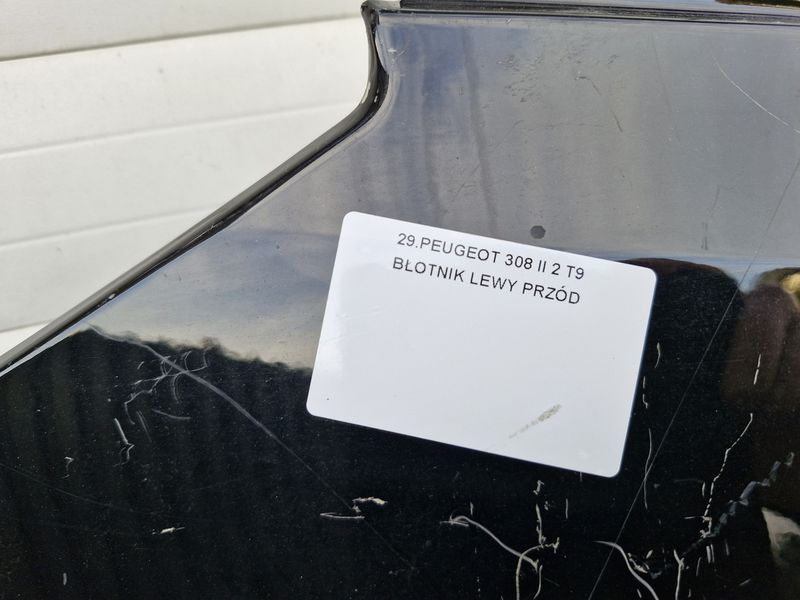 29.PEUGEOT 308 II 2 T9
BŁOTNIK LEWY PRZÓD